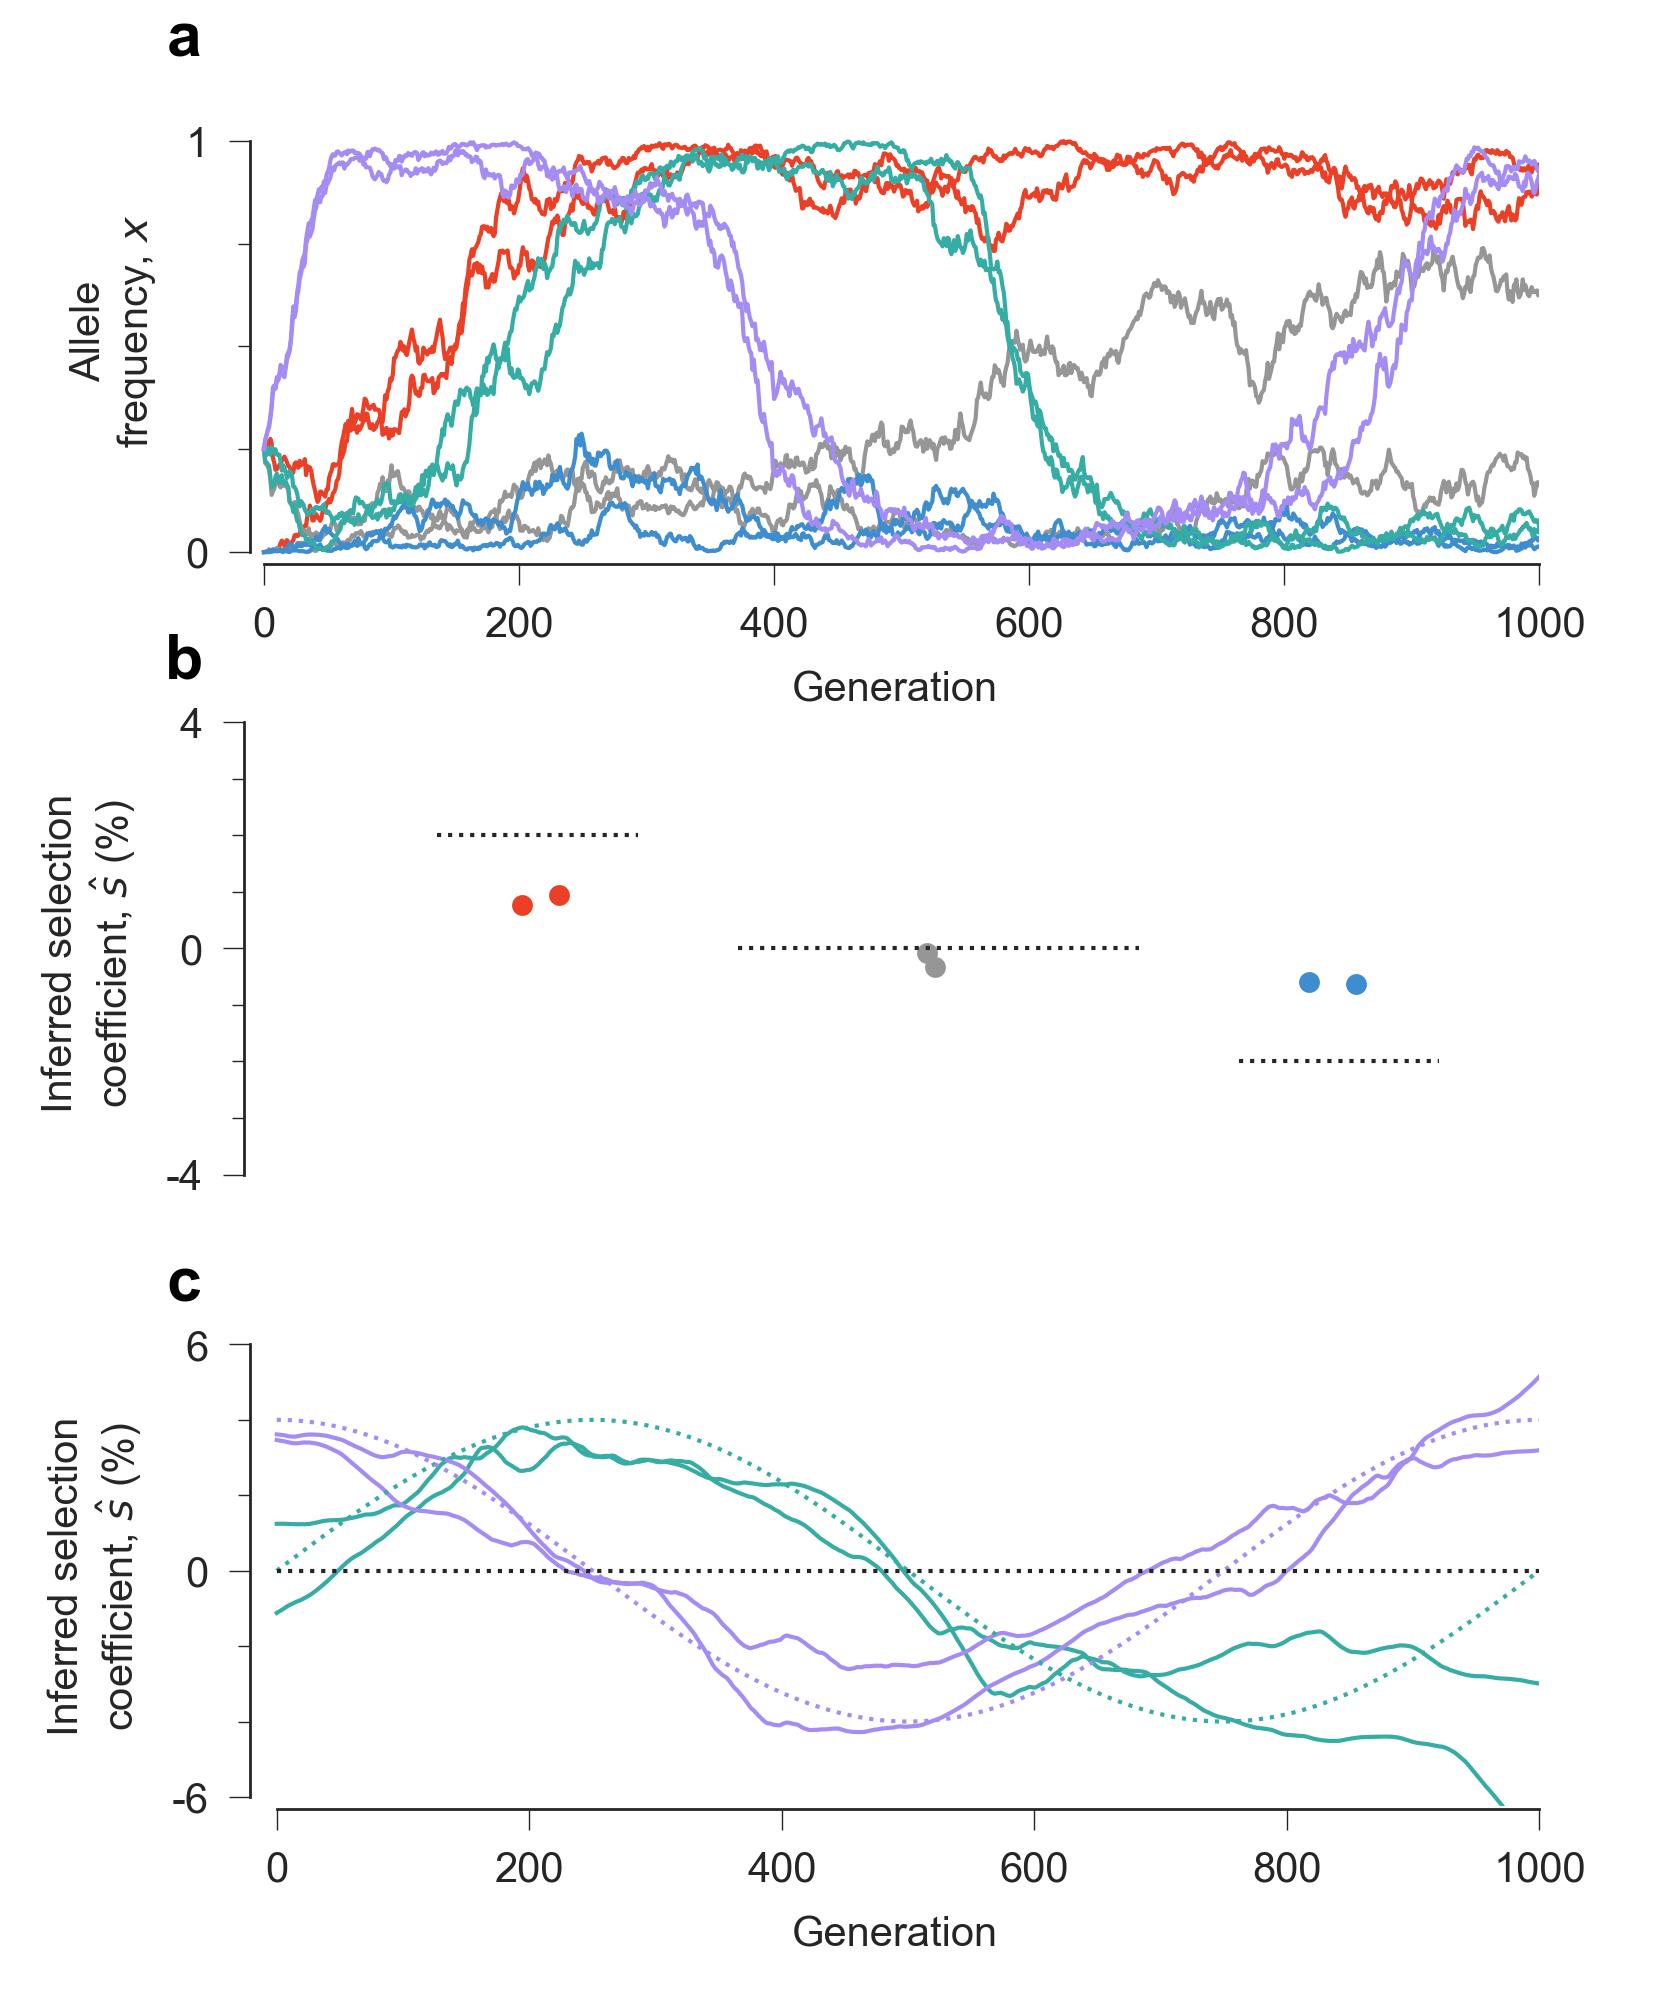 a
1
0
Allele
frequency, x
0 200 400 600 800 1000
Generation
b
4
0
-4
Inferred selection
coefficient, ŝ (%)
c
6
0
-6
Inferred selection
coefficient, ŝ (%)
0 200 400 600 800 1000
Generation